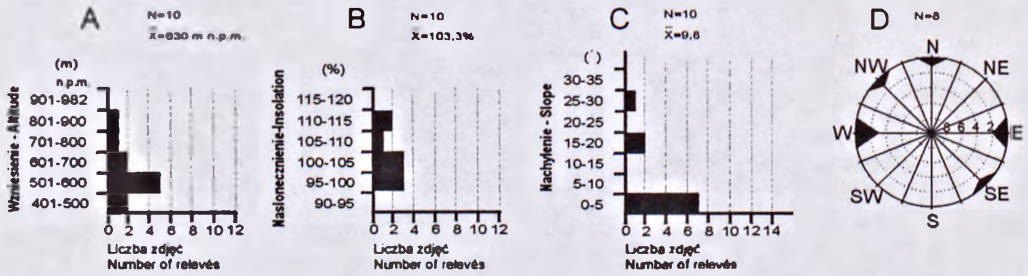 A
N=10
X̄=630 m n.p.m.
Wzniesienie - Altitude
(m)
n.p.m.
901-982
801-900
701-800
601-700
501-600
401-500
0 2 4 6 8 10 12
Liczba zdjęć
Number of relevés
B
N=10
X̄=103,3%
Nasłonecznienie-Insolation
(%)
115-120
110-115
105-110
100-105
95-100
90-95
0 2 4 6 8 10 12
Liczba zdjęć
Number of relevés
C
N=10
X̄=9,8
Nachylenie - Slope
(°)
30-35
25-30
20-25
15-20
10-15
5-10
0-5
0 2 4 6 8 10 12 14
Liczba zdjęć
Number of relevés
D
N=8
N
NW
NE
W
8 6 4 2
E
SW
SE
S